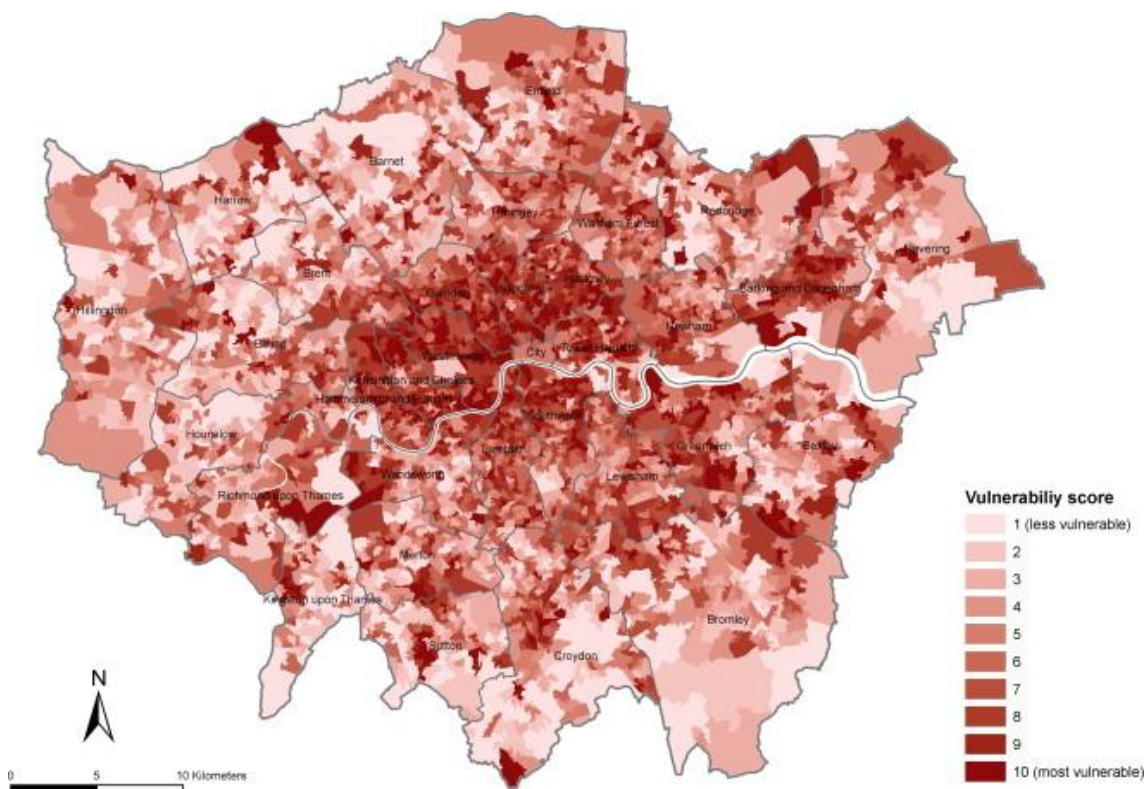 Enfield
Barnet
Harrow
Haringey
Waltham Forest
Redbridge
Havering
Brent
Camden
Islington
Hackney
Barking and Dagenham
Hillingdon
Ealing
Newham
City
Tower Hamlets
Kensington and Chelsea
Hammersmith and Fulham
Southwark
Hounslow
Greenwich
Bexley
Wandsworth
Lambeth
Lewisham
Richmond upon Thames
Merton
Kingston upon Thames
Sutton
Croydon
Bromley
N
0 5 10 Kilometers
Vulnerabiliy score
1 (less vulnerable)
2
3
4
5
6
7
8
9
10 (most vulnerable)